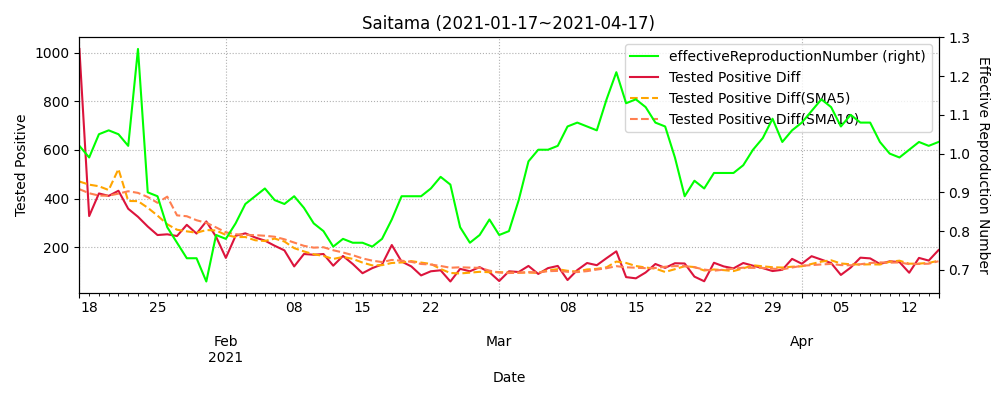 Saitama (2021-01-17~2021-04-17)
effectiveReproductionNumber (right)
Tested Positive Diff
Tested Positive Diff(SMA5)
Tested Positive Diff(SMA10)
Tested Positive
1000
800
600
400
200
Effective Reproduction Number
1.3
1.2
1.1
1.0
0.9
0.8
0.7
18 25 08 15 22 08 15 22 29 05 12
Feb Mar Apr
2021
Date